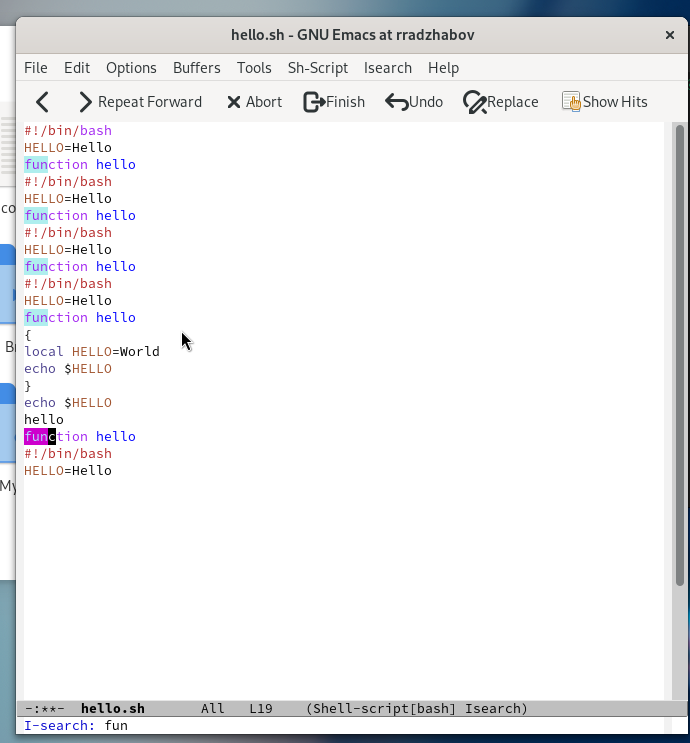 hello.sh - GNU Emacs at rradzhabov
File Edit Options Buffers Tools Sh-Script Isearch Help
Repeat Forward Abort Finish Undo Replace Show Hits
#!/bin/bash
HELLO=Hello
function hello
#!/bin/bash
HELLO=Hello
function hello
#!/bin/bash
HELLO=Hello
function hello
#!/bin/bash
HELLO=Hello
function hello
{
local HELLO=World
echo $HELLO
}
echo $HELLO
hello
function hello
#!/bin/bash
HELLO=Hello
-:**- hello.sh All L19 (Shell-script[bash] Isearch)
I-search: fun